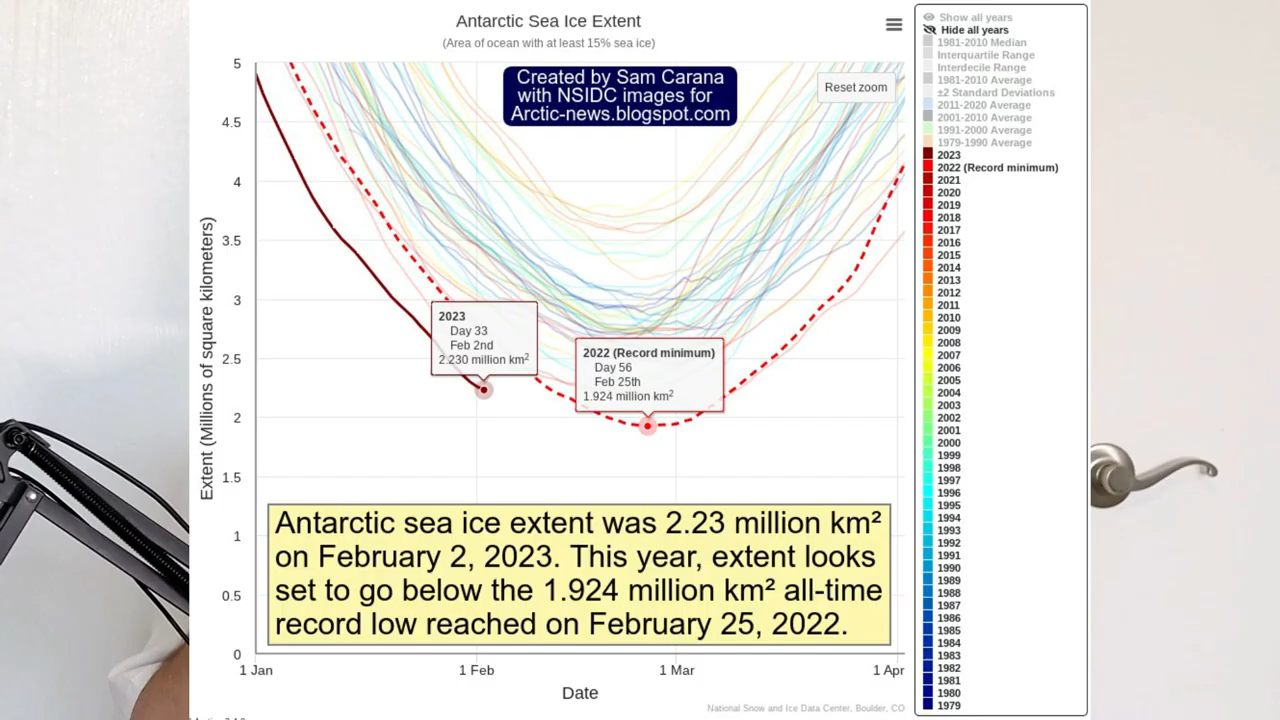 Antarctic Sea Ice Extent
(Area of ocean with at least 15% sea ice)
Created by Sam Carana
with NSIDC images for
Arctic-news.blogspot.com
Reset zoom
Extent (Millions of square kilometers)
5
4.5
4
3.5
3
2.5
2
1.5
1
0.5
0
2023
Day 33
Feb 2nd
2.230 million km²
2022 (Record minimum)
Day 56
Feb 25th
1.924 million km²
Antarctic sea ice extent was 2.23 million km²
on February 2, 2023. This year, extent looks
set to go below the 1.924 million km² all-time
record low reached on February 25, 2022.
1 Jan
1 Feb
1 Mar
1 Apr
Date
National Snow and Ice Data Center, Boulder, CO
Show all years
Hide all years
1981-2010 Median
Interquartile Range
Interdecile Range
1981-2010 Average
±2 Standard Deviations
2011-2020 Average
2001-2010 Average
1991-2000 Average
1979-1990 Average
2023
2022 (Record minimum)
2021
2020
2019
2018
2017
2016
2015
2014
2013
2012
2011
2010
2009
2008
2007
2006
2005
2004
2003
2002
2001
2000
1999
1998
1997
1996
1995
1994
1993
1992
1991
1990
1989
1988
1987
1986
1985
1984
1983
1982
1981
1980
1979